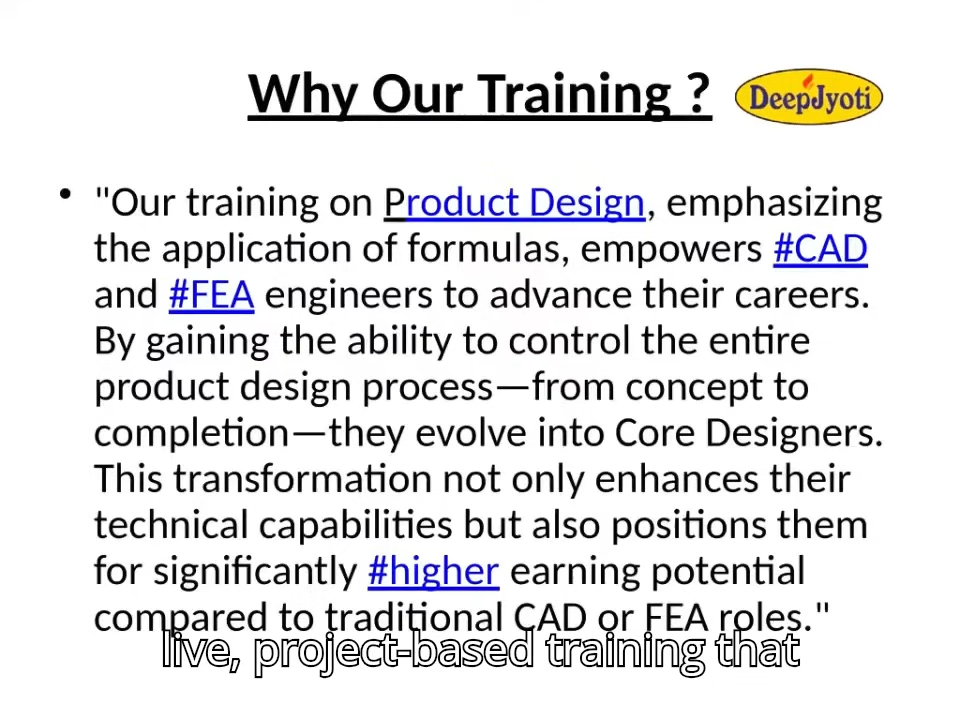 Why Our Training ?
DeepJyoti
• "Our training on Product Design, emphasizing
the application of formulas, empowers #CAD
and #FEA engineers to advance their careers.
By gaining the ability to control the entire
product design process—from concept to
completion—they evolve into Core Designers.
This transformation not only enhances their
technical capabilities but also positions them
for significantly #higher earning potential
compared to traditional CAD or FEA roles."
live, project-based training that